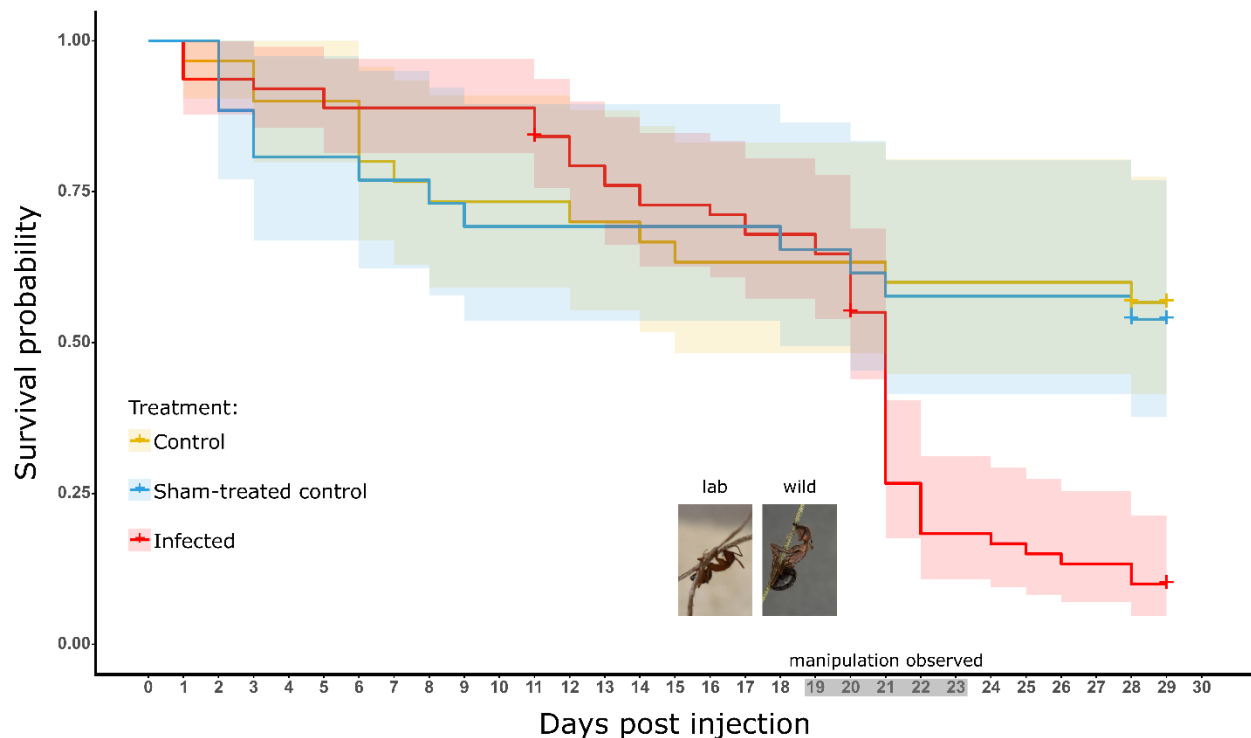 Survival probability
1.00
0.75
0.50
0.25
0.00
Treatment:
Control
Sham-treated control
Infected
lab wild
manipulation observed
0 1 2 3 4 5 6 7 8 9 10 11 12 13 14 15 16 17 18 19 20 21 22 23 24 25 26 27 28 29 30
Days post injection